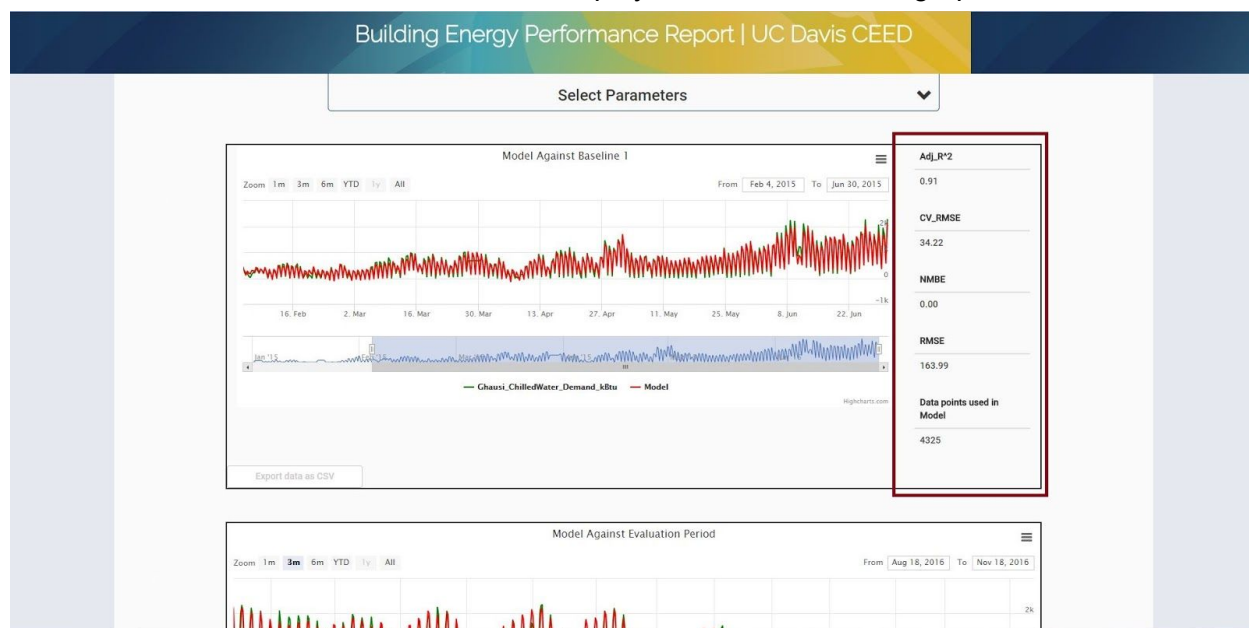 Building Energy Performance Report | UC Davis CEED
Select Parameters
Model Against Baseline 1
Zoom 1m 3m 6m YTD 1y All
From Feb 4, 2015 To Jun 30, 2015
2k
0
−1k
16. Feb 2. Mar 16. Mar 30. Mar 13. Apr 27. Apr 11. May 25. May 8. Jun 22. Jun
Jan '15
Ghausi_ChilledWater_Demand_kBtu Model
Highcharts.com
Export data as CSV
Adj_R^2
0.91
CV_RMSE
34.22
NMBE
0.00
RMSE
163.99
Data points used in
Model
4325
Model Against Evaluation Period
Zoom 1m 3m 6m YTD 1y All
From Aug 18, 2016 To Nov 18, 2016
2k